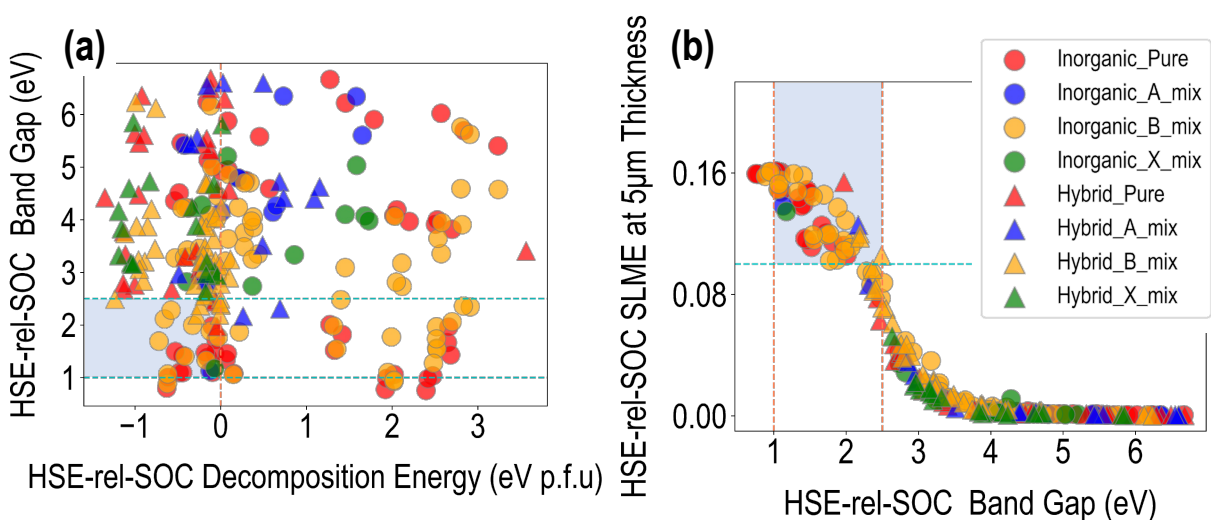 (a)
HSE-rel-SOC Band Gap (eV)
6
5
4
3
2
1
−1
0
1
2
3
HSE-rel-SOC Decomposition Energy (eV p.f.u)
(b)
HSE-rel-SOC SLME at 5µm Thickness
0.16
0.08
0.00
1
2
3
4
5
6
HSE-rel-SOC Band Gap (eV)
Inorganic_Pure
Inorganic_A_mix
Inorganic_B_mix
Inorganic_X_mix
Hybrid_Pure
Hybrid_A_mix
Hybrid_B_mix
Hybrid_X_mix